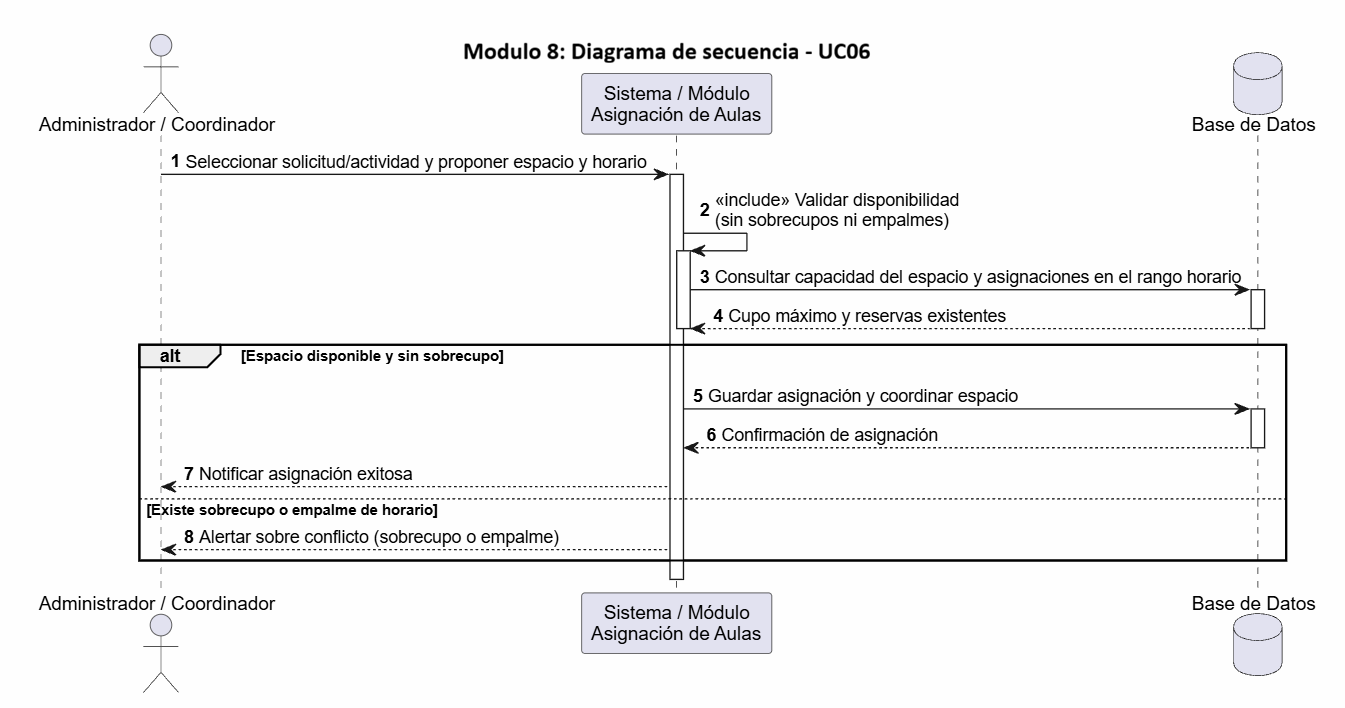 Modulo 8: Diagrama de secuencia - UC06
Administrador / Coordinador
Sistema / Módulo
Asignación de Aulas
Base de Datos
1 Seleccionar solicitud/actividad y proponer espacio y horario
2 «include» Validar disponibilidad
(sin sobrecupos ni empalmes)
3 Consultar capacidad del espacio y asignaciones en el rango horario
4 Cupo máximo y reservas existentes
alt [Espacio disponible y sin sobrecupo]
5 Guardar asignación y coordinar espacio
6 Confirmación de asignación
7 Notificar asignación exitosa
[Existe sobrecupo o empalme de horario]
8 Alertar sobre conflicto (sobrecupo o empalme)
Administrador / Coordinador
Sistema / Módulo
Asignación de Aulas
Base de Datos